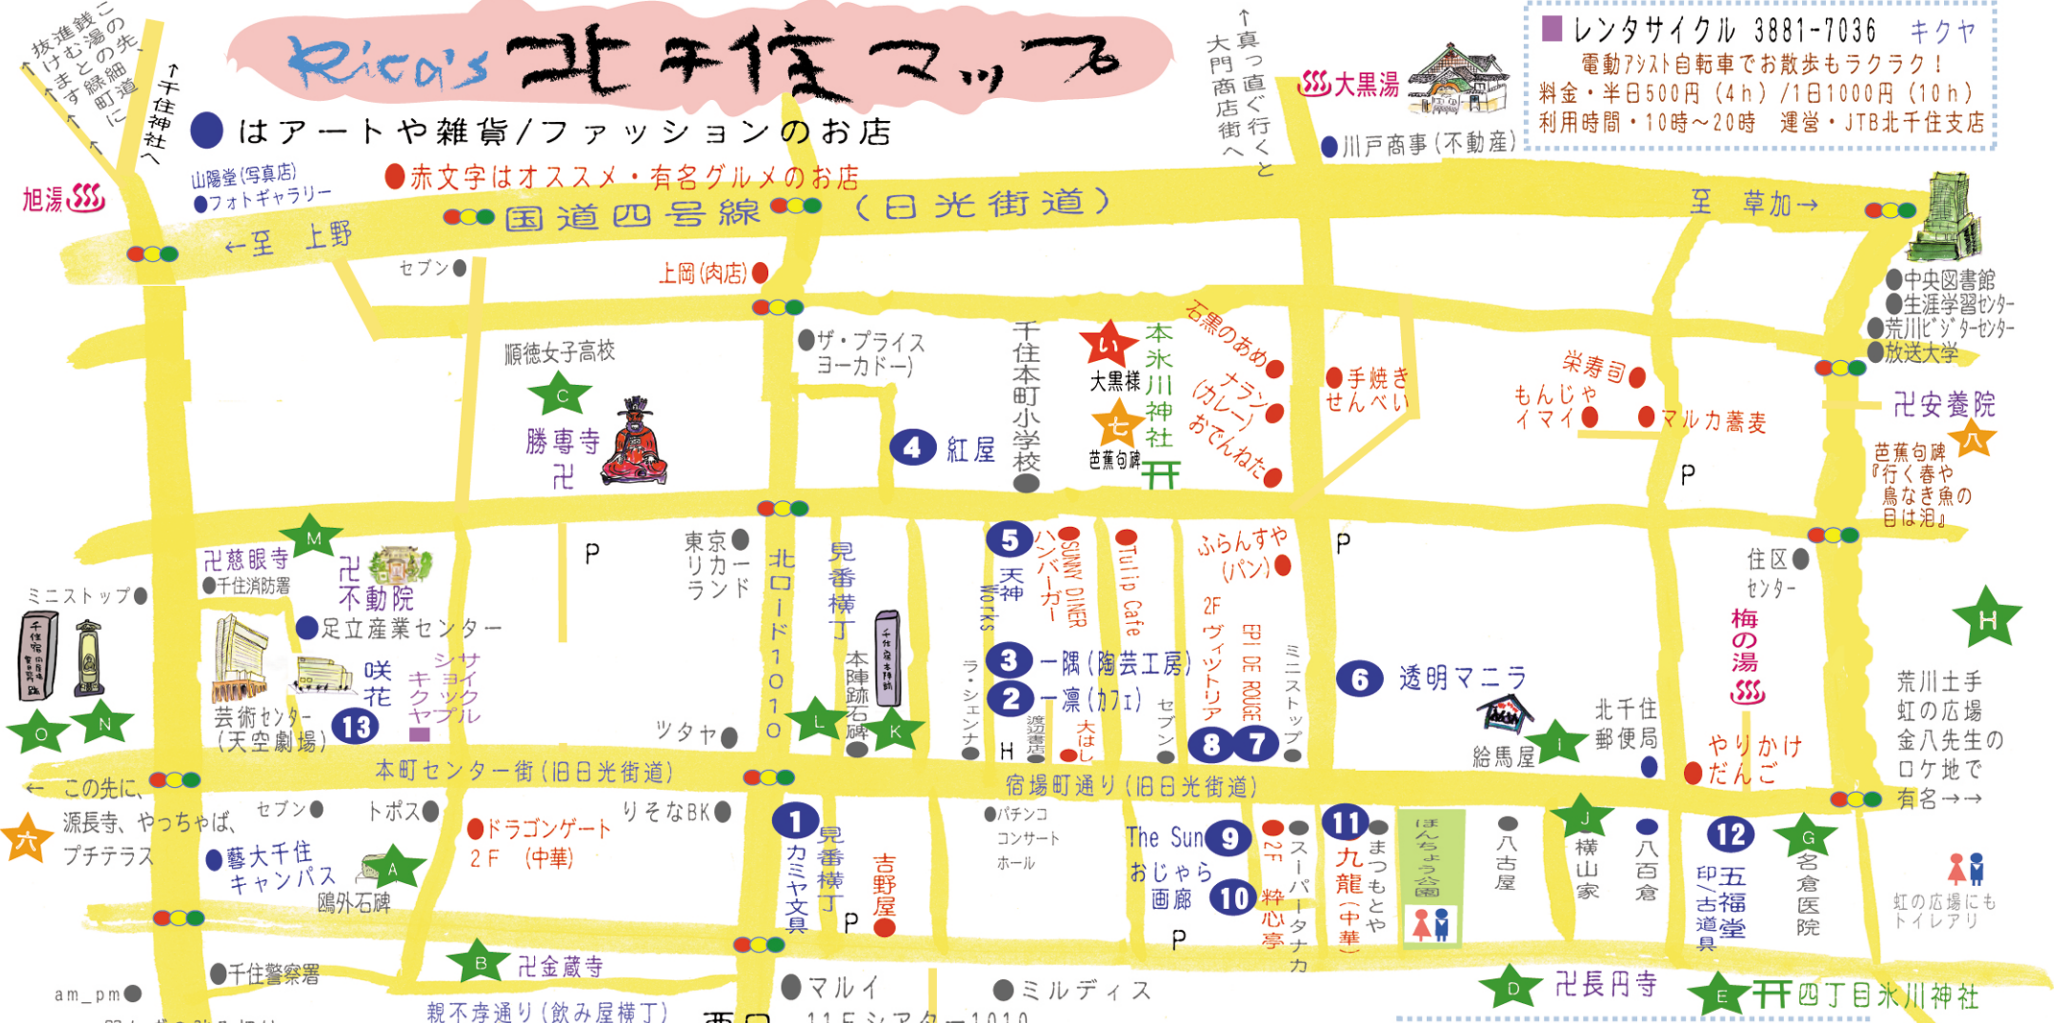 Rica's 北千住マップ
●はアートや雑貨/ファッションのお店
●赤文字はオススメ・有名グルメのお店
こ
の
銭湯の先、
進むとの細道に
抜けます
緑町
↑千住神社へ
旭湯
山陽堂(写真店)
●フォトギャラリー
↑真っ直ぐ行くと
大門商店街へ
大黒湯
●川戸商事(不動産)
■レンタサイクル 3881-7036 キクヤ
電動アシスト自転車でお散歩もラクラク！
料金・半日500円(4h)/1日1000円(10h)
利用時間・10時～20時 運営・JTB北千住支店
←至 上野
国道四号線
(日光街道)
至 草加→
セブン
上岡(肉店)
●中央図書館
●生涯学習センター
●荒川ビジターセンター
●放送大学
順徳女子高校
C
勝専寺
卍
ザ・プライス
ヨーカドー)
4 紅屋
千住本町小学校
い
大黒様
七
芭蕉句碑
本氷川神社
石黒のあめ
ナラン
(カレー)
おでんねた
●手焼き
せんべい
栄寿司
もんじゃ
イマイ
マルカ蕎麦
P
卍安養院
八
芭蕉句碑
『行く春や
鳥なき魚の
目は泪』
M
卍慈眼寺
●千住消防署
卍
不動院
●足立産業センター
ミニストップ
千住宿
O
N
芸術センター
(天空劇場)
咲花
13
サイクル
ショップ
キクヤ
P
東京
リカー
ランド
北ロード1010
見番横丁
本陣跡石碑
千住宿本陣跡
ツタヤ
L
K
5
天神
Works
ハンバーガー
SUNNY DINER
Tulip Cafe
ふらんすや
(パン)
3 一隅(陶芸工房)
2 一凛(カフェ)
ラ・シェンナ
H
渡辺書店
大はし
セブン
2F ヴィットリア
EPI DE ROUGE
8 7
ミニストップ
P
6 透明マニラ
絵馬屋
I
北千住
郵便局
住区
センター
梅の湯
やりかけ
だんご
H
荒川土手
虹の広場
金八先生の
ロケ地で
有名→→
本町センター街(旧日光街道)
宿場町通り(旧日光街道)
← この先に、
六
源長寺、やっちゃば、
プチテラス
セブン
トポス
りそなBK
●藝大千住
キャンパス
A
鴎外石碑
●ドラゴンゲート
2F (中華)
1
カミヤ文具
見番横丁
吉野屋
P
●パチンコ
コンサート
ホール
The Sun 9
おじゃら
画廊
10
2F 粋心亭
スーパータナカ
P
11
九龍(中華)
まつもとや
ほんちょう公園
八古屋
J
横山家
八百倉
12
五福堂
印/古道具
G
名倉医院
虹の広場にも
トイレアリ
●千住警察署
am_pm
B
卍金蔵寺
親不孝通り(飲み屋横丁)
●マルイ
11Fシアター1010
●ミルディス
D
卍長円寺
E
四丁目氷川神社